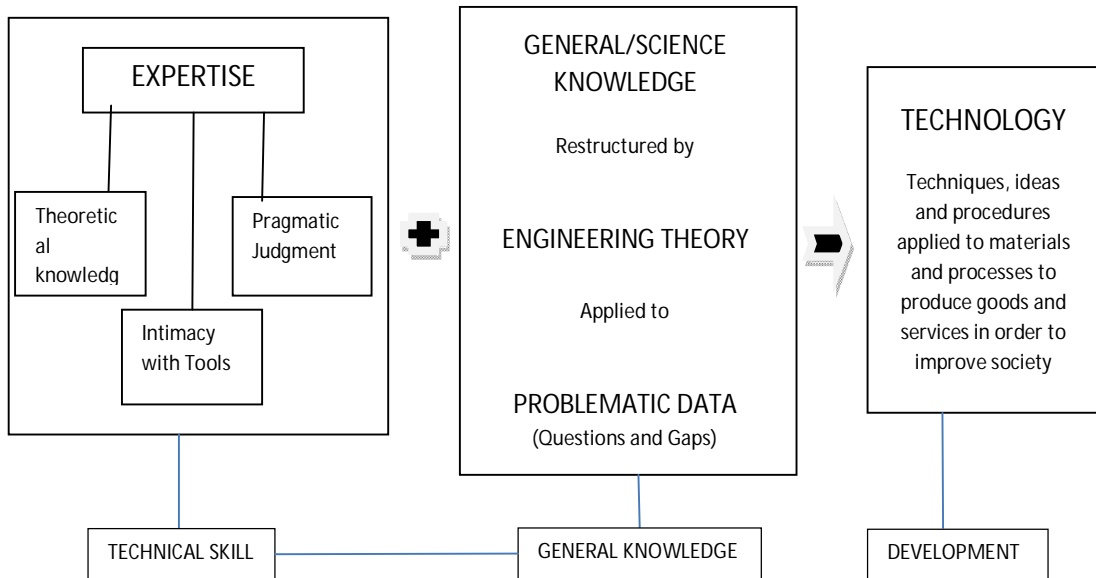 EXPERTISE
Theoretic
al
knowledg
Pragmatic
Judgment
Intimacy
with Tools
GENERAL/SCIENCE
KNOWLEDGE
Restructured by
ENGINEERING THEORY
Applied to
PROBLEMATIC DATA
(Questions and Gaps)
TECHNOLOGY
Techniques, ideas
and procedures
applied to materials
and processes to
produce goods and
services in order to
improve society
TECHNICAL SKILL
GENERAL KNOWLEDGE
DEVELOPMENT